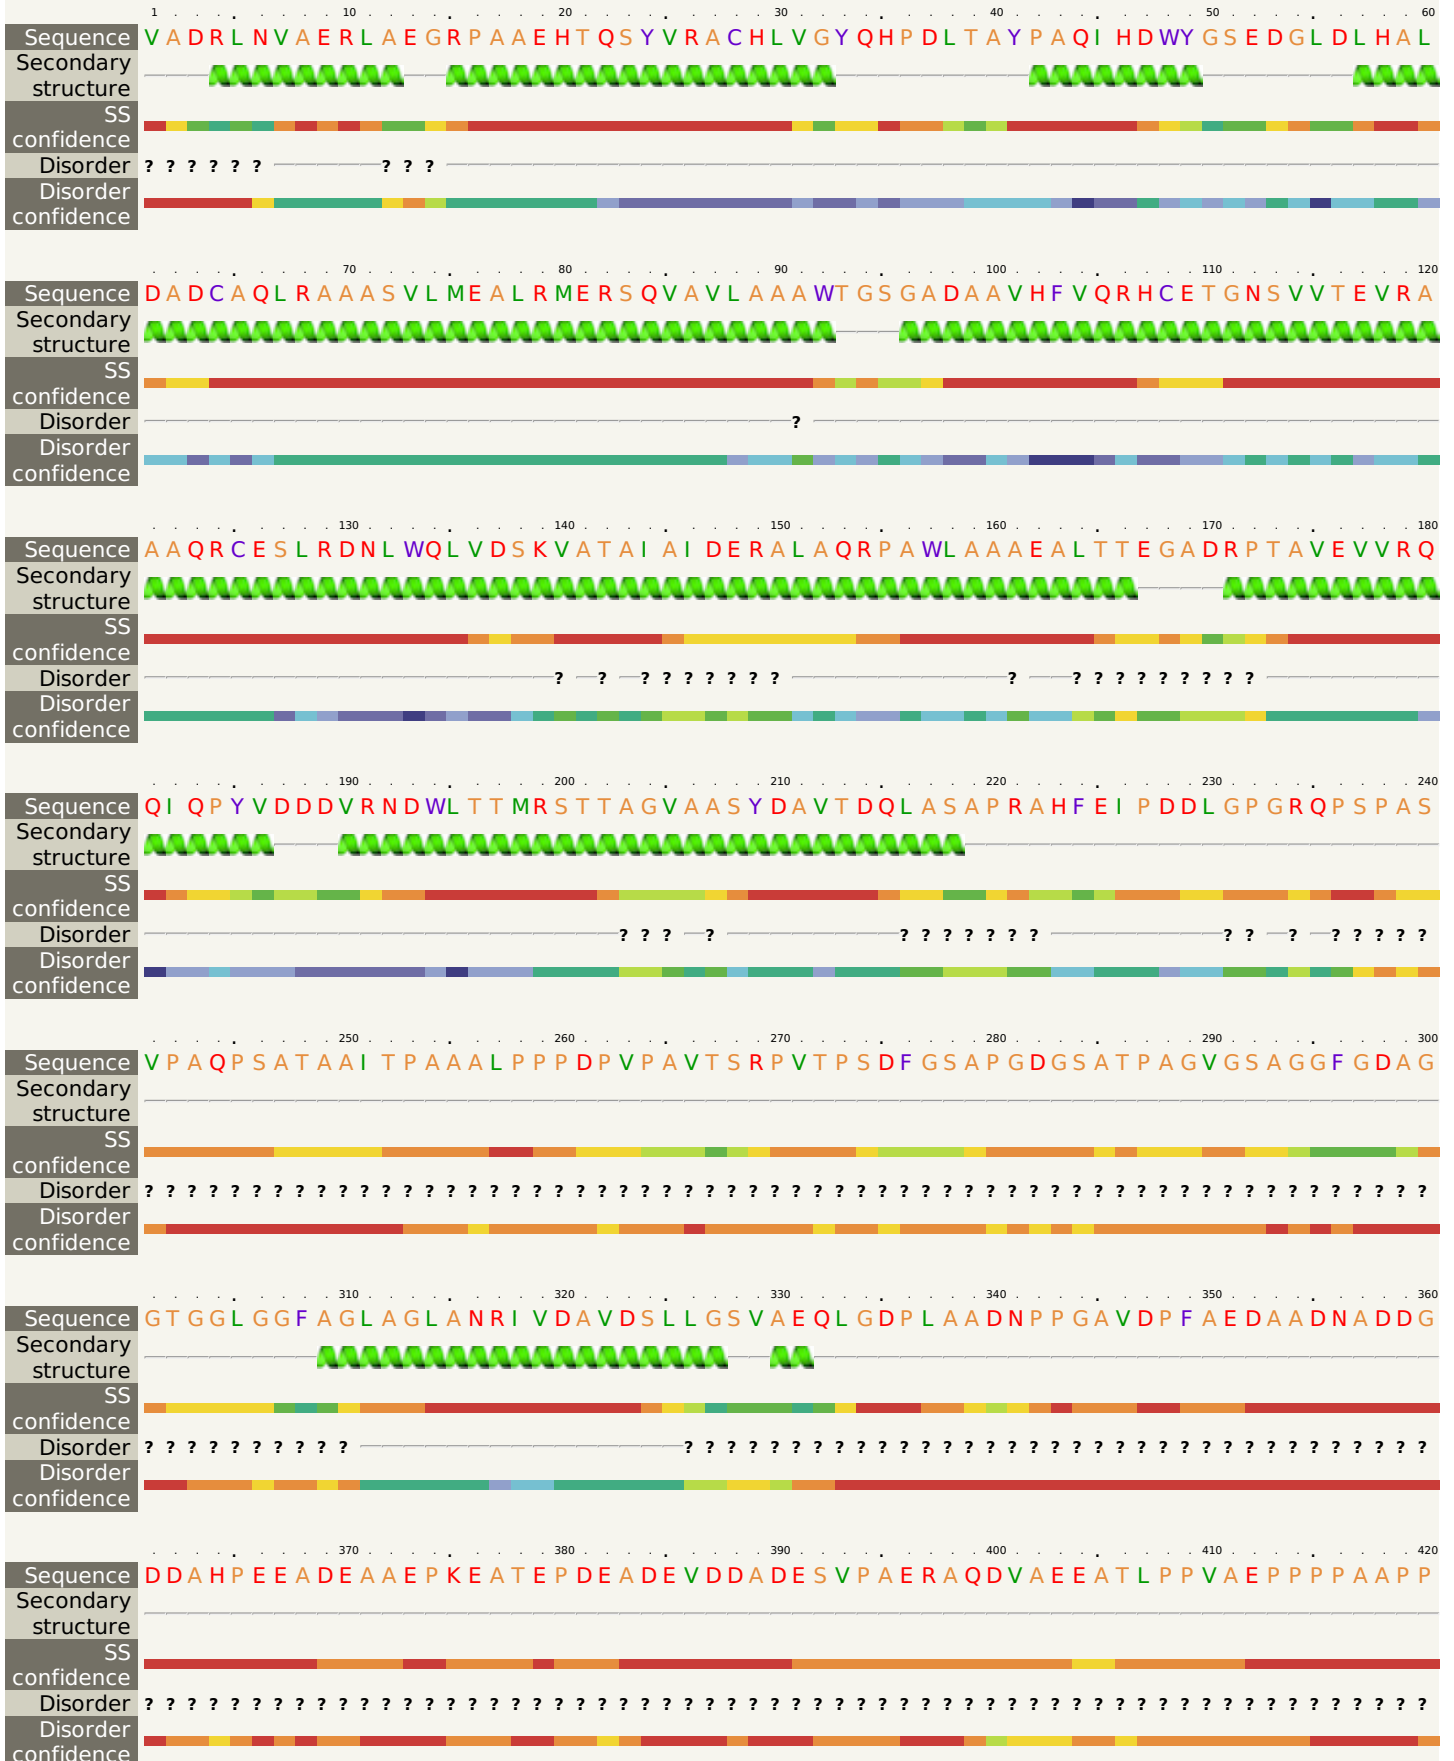 1 10 20 30 40 50 60
Sequence V A D R L N V A E R L A E G R P A A E H T Q S Y V R A C H L V G Y Q H P D L T A Y P A Q I H D W Y G S E D G L D L H A L
Secondary
structure
SS
confidence
Disorder ? ? ? ? ? ? ? ? ?
Disorder
confidence
70 80 90 100 110 120
Sequence D A D C A Q L R A A A S V L M E A L R M E R S Q V A V L A A A W T G S G A D A A V H F V Q R H C E T G N S V V T E V R A
Secondary
structure
SS
confidence
Disorder ?
Disorder
confidence
130 140 150 160 170 180
Sequence A A Q R C E S L R D N L W Q L V D S K V A T A I A I D E R A L A Q R P A W L A A A E A L T T E G A D R P T A V E V V R Q
Secondary
structure
SS
confidence
Disorder ? ? ? ? ? ? ? ? ? ? ? ? ? ? ? ? ? ? ?
Disorder
confidence
190 200 210 220 230 240
Sequence Q I Q P Y V D D D V R N D W L T T M R S T T A G V A A S Y D A V T D Q L A S A P R A H F E I P D D L G P G R Q P S P A S
Secondary
structure
SS
confidence
Disorder ? ? ? ? ? ? ? ? ? ? ? ? ? ? ? ? ? ? ?
Disorder
confidence
250 260 270 280 290 300
Sequence V P A Q P S A T A A I T P A A A L P P P D P V P A V T S R P V T P S D F G S A P G D G S A T P A G V G S A G G F G D A G
Secondary
structure
SS
confidence
Disorder ? ? ? ? ? ? ? ? ? ? ? ? ? ? ? ? ? ? ? ? ? ? ? ? ? ? ? ? ? ? ? ? ? ? ? ? ? ? ? ? ? ? ? ? ? ? ? ? ? ? ? ? ? ? ? ? ? ? ? ?
Disorder
confidence
310 320 330 340 350 360
Sequence G T G G L G G F A G L A G L A N R I V D A V D S L L G S V A E Q L G D P L A A D N P P G A V D P F A E D A A D N A D D G
Secondary
structure
SS
confidence
Disorder ? ? ? ? ? ? ? ? ? ? ? ? ? ? ? ? ? ? ? ? ? ? ? ? ? ? ? ? ? ? ? ? ? ? ? ? ? ? ? ? ? ? ? ? ?
Disorder
confidence
370 380 390 400 410 420
Sequence D D A H P E E A D E A A E P K E A T E P D E A D E V D D A D E S V P A E R A Q D V A E E A T L P P V A E P P P P A A P P
Secondary
structure
SS
confidence
Disorder ? ? ? ? ? ? ? ? ? ? ? ? ? ? ? ? ? ? ? ? ? ? ? ? ? ? ? ? ? ? ? ? ? ? ? ? ? ? ? ? ? ? ? ? ? ? ? ? ? ? ? ? ? ? ? ? ? ? ? ?
Disorder
confidence